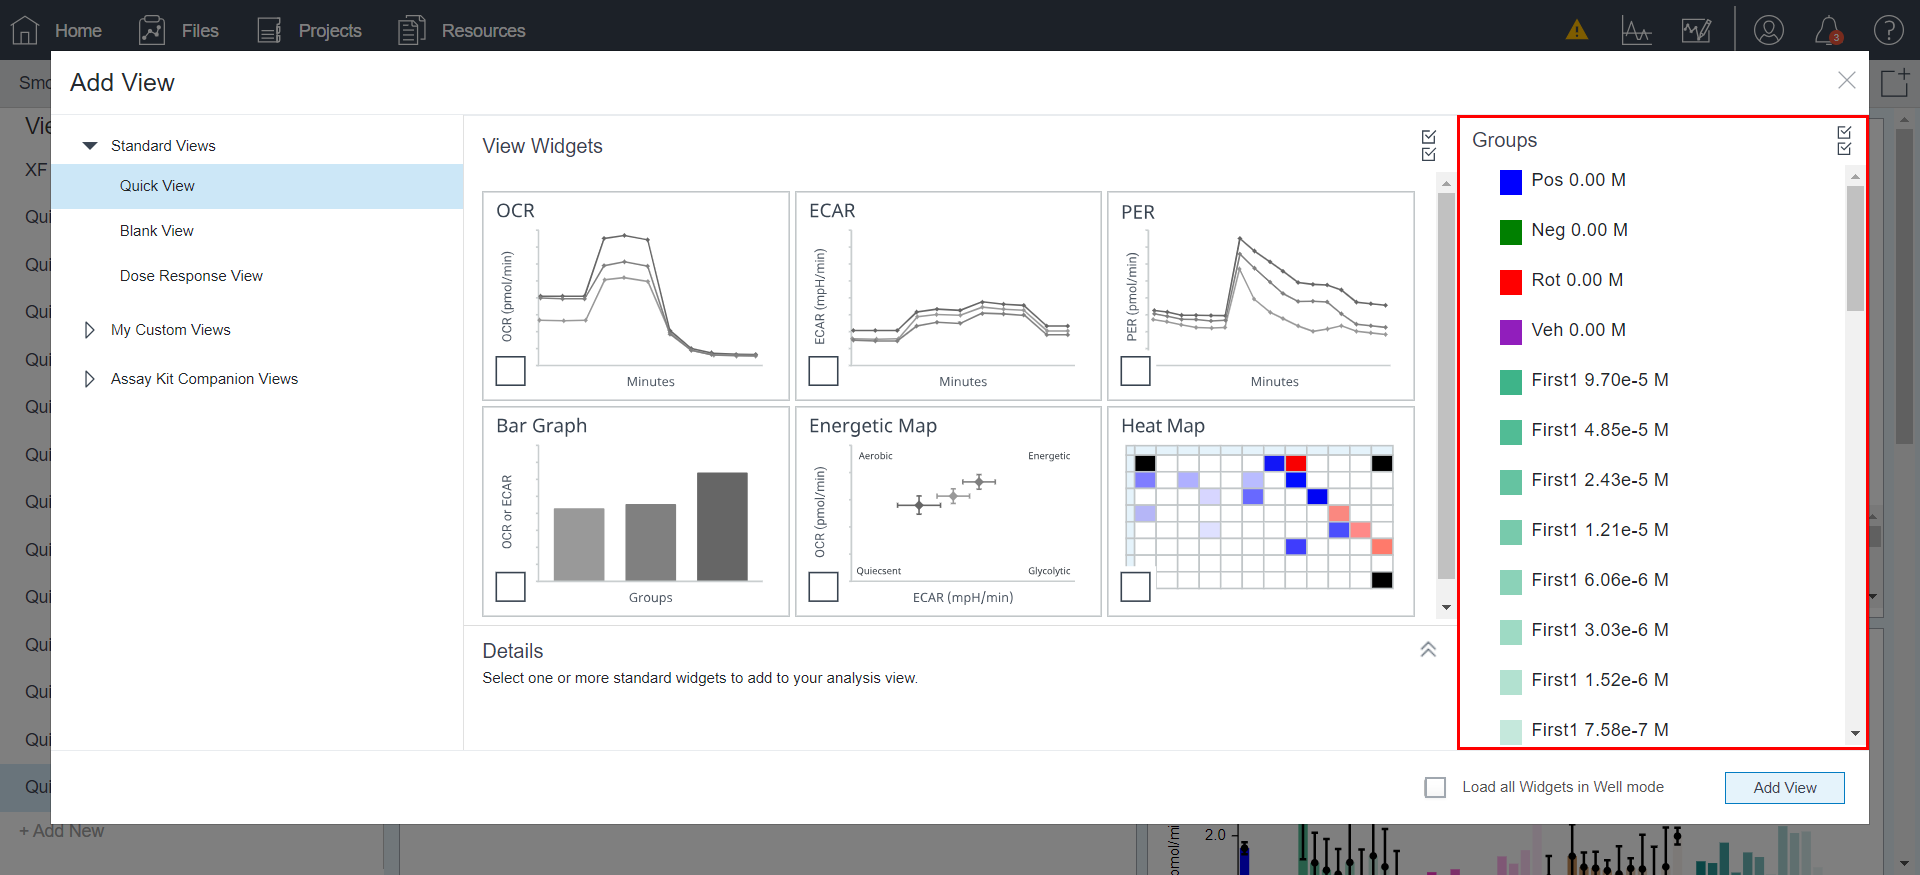 Home
Files
Projects
Resources
3
Smo
Add View
Vie
XF
Qui
Qui
Qui
Qui
Qui
Qui
Qui
Qui
Qui
Qui
Qui
Qui
Qui
+ Add New
Standard Views
Quick View
Blank View
Dose Response View
My Custom Views
Assay Kit Companion Views
View Widgets
OCR
OCR (pmol/min)
Minutes
ECAR
ECAR (mpH/min)
Minutes
PER
PER (pmol/min)
Minutes
Bar Graph
OCR or ECAR
Groups
Energetic Map
Aerobic
Energetic
OCR (pmol/min)
Quiecsent
Glycolytic
ECAR (mpH/min)
Heat Map
Details
Select one or more standard widgets to add to your analysis view.
Groups
Pos 0.00 M
Neg 0.00 M
Rot 0.00 M
Veh 0.00 M
First1 9.70e-5 M
First1 4.85e-5 M
First1 2.43e-5 M
First1 1.21e-5 M
First1 6.06e-6 M
First1 3.03e-6 M
First1 1.52e-6 M
First1 7.58e-7 M
Load all Widgets in Well mode
Add View
2.0
pmol/min